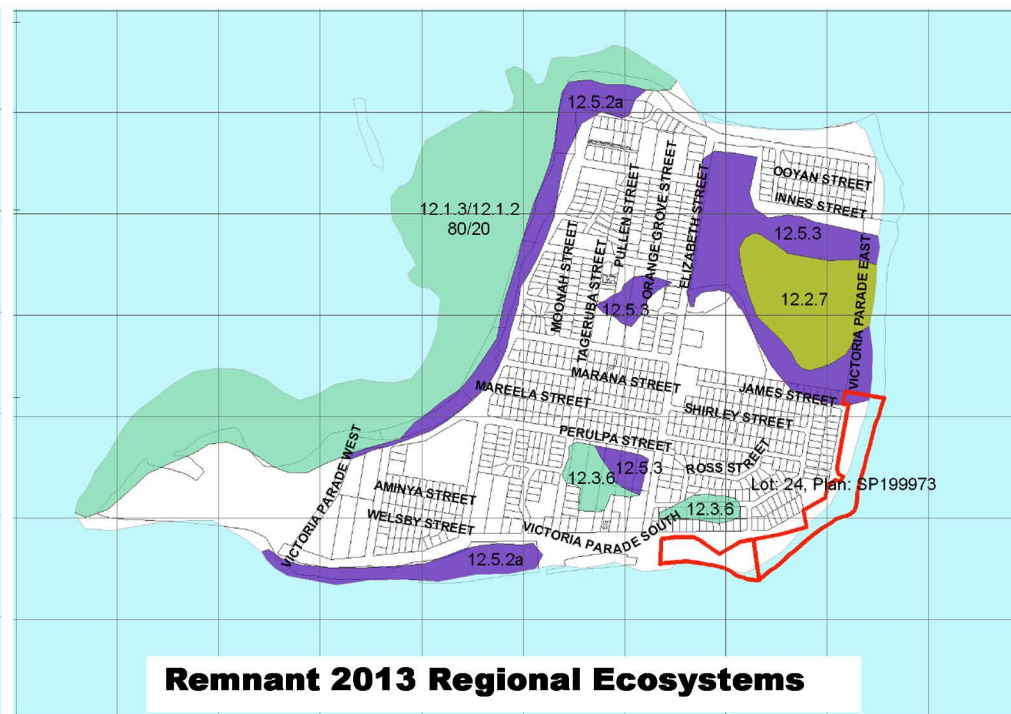 12.5.2a
OOYAN STREET
INNES STREET
12.1.3/12.1.2
80/20
PULLEN STREET
ORANGE GROVE STREET
ELIZABETH STREET
12.5.3
MOONAH STREET
TAGERUBA STREET
12.5.3
12.2.7
VICTORIA PARADE EAST
MARANA STREET
JAMES STREET
MAREELA STREET
SHIRLEY STREET
PERULPA STREET
12.5.3
ROSS STREET
12.3.6
Lot: 24, Plan: SP199973
VICTORIA PARADE WEST
AMINYA STREET
12.3.6
WELSBY STREET
VICTORIA PARADE SOUTH
12.5.2a
Remnant 2013 Regional Ecosystems